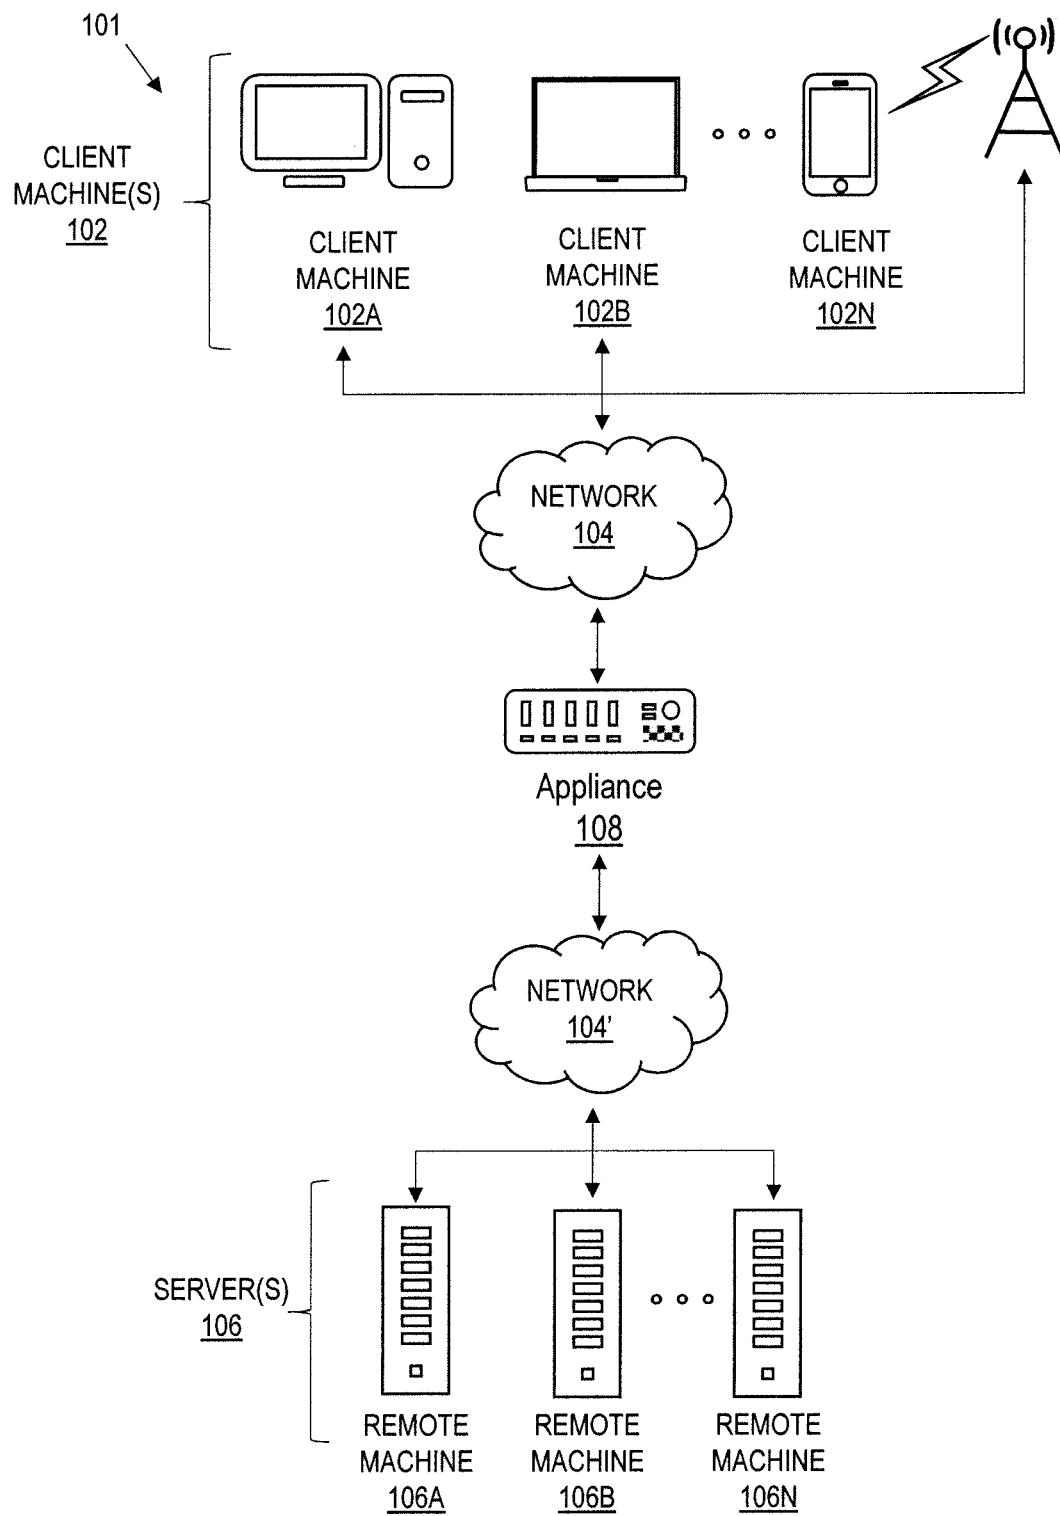 101
CLIENT
MACHINE(S)
102
CLIENT
MACHINE
102A
CLIENT
MACHINE
102B
CLIENT
MACHINE
102N
NETWORK
104
Appliance
108
NETWORK
104'
SERVER(S)
106
REMOTE
MACHINE
106A
REMOTE
MACHINE
106B
REMOTE
MACHINE
106N